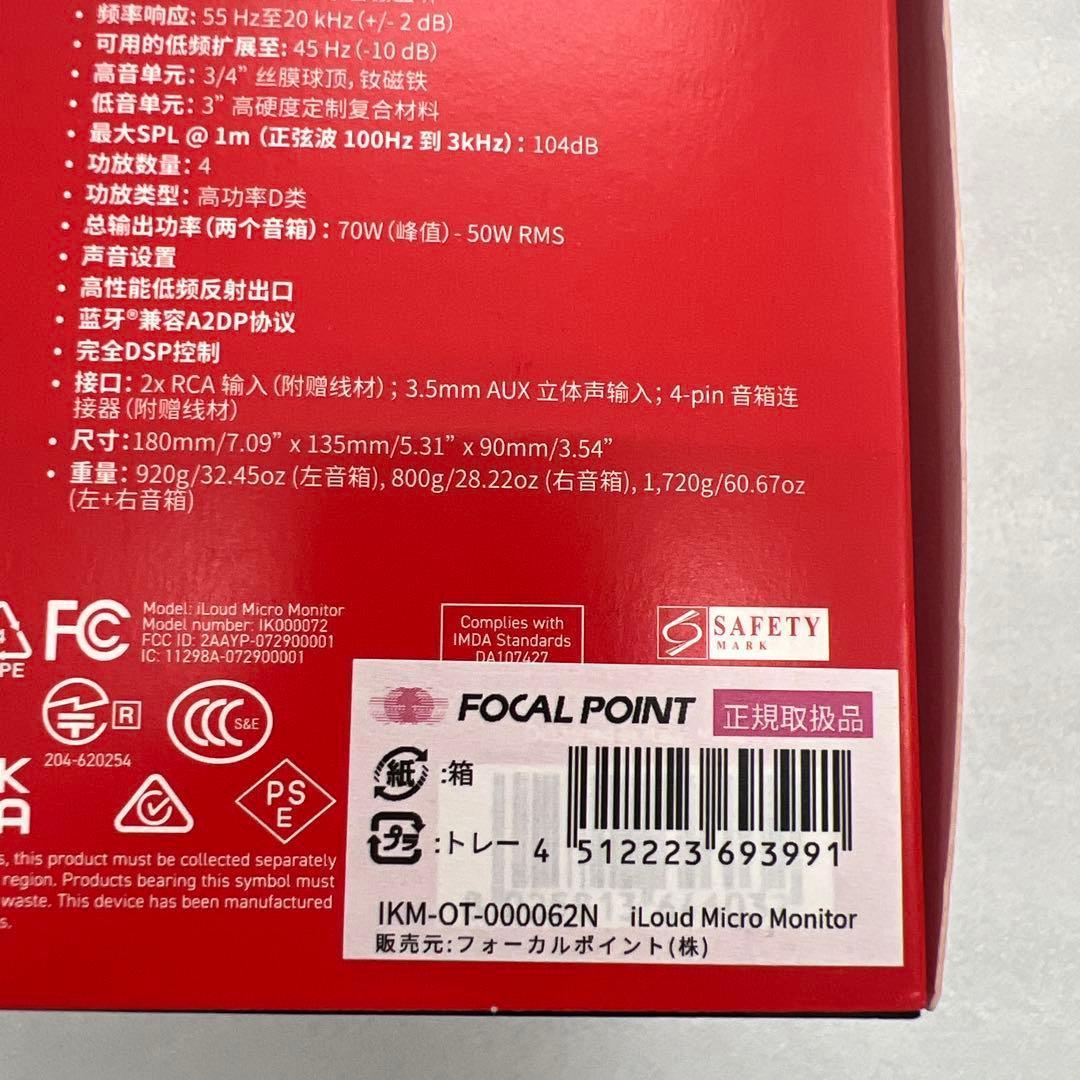 • 频率响应: 55 Hz至20 kHz (+/- 2 dB)
• 可用的低频扩展至: 45 Hz (-10 dB)
• 高音单元: 3/4” 丝膜球顶, 钕磁铁
• 低音单元: 3” 高硬度定制复合材料
• 最大SPL @ 1m (正弦波 100Hz 到 3kHz) : 104dB
• 功放数量: 4
• 功放类型: 高功率D类
• 总输出功率 (两个音箱) : 70W (峰值) - 50W RMS
• 声音设置
• 高性能低频反射出口
• 蓝牙®兼容A2DP协议
• 完全DSP控制
• 接口: 2x RCA 输入 (附赠线材) ; 3.5mm AUX 立体声输入; 4-pin 音箱连
接器 (附赠线材)
• 尺寸: 180mm/7.09” x 135mm/5.31” x 90mm/3.54”
• 重量: 920g/32.45oz (左音箱), 800g/28.22oz (右音箱), 1,720g/60.67oz
(左+右音箱)
FC
Model: iLoud Micro Monitor
Model number: IK000072
FCC ID: 2AAYP-072900001
IC: 11298A-072900001
Complies with
IMDA Standards
DA107427
SAFETY
MARK
PE
R
204-620254
CCC S&E
K
A
PS
E
s, this product must be collected separately
region. Products bearing this symbol must
waste. This device has been manufactured
s.
FOCAL POINT 正規取扱品
紙 :箱
プラ :トレー
4 512223 693991
IKM-OT-000062N iLoud Micro Monitor
販売元:フォーカルポイント(株)